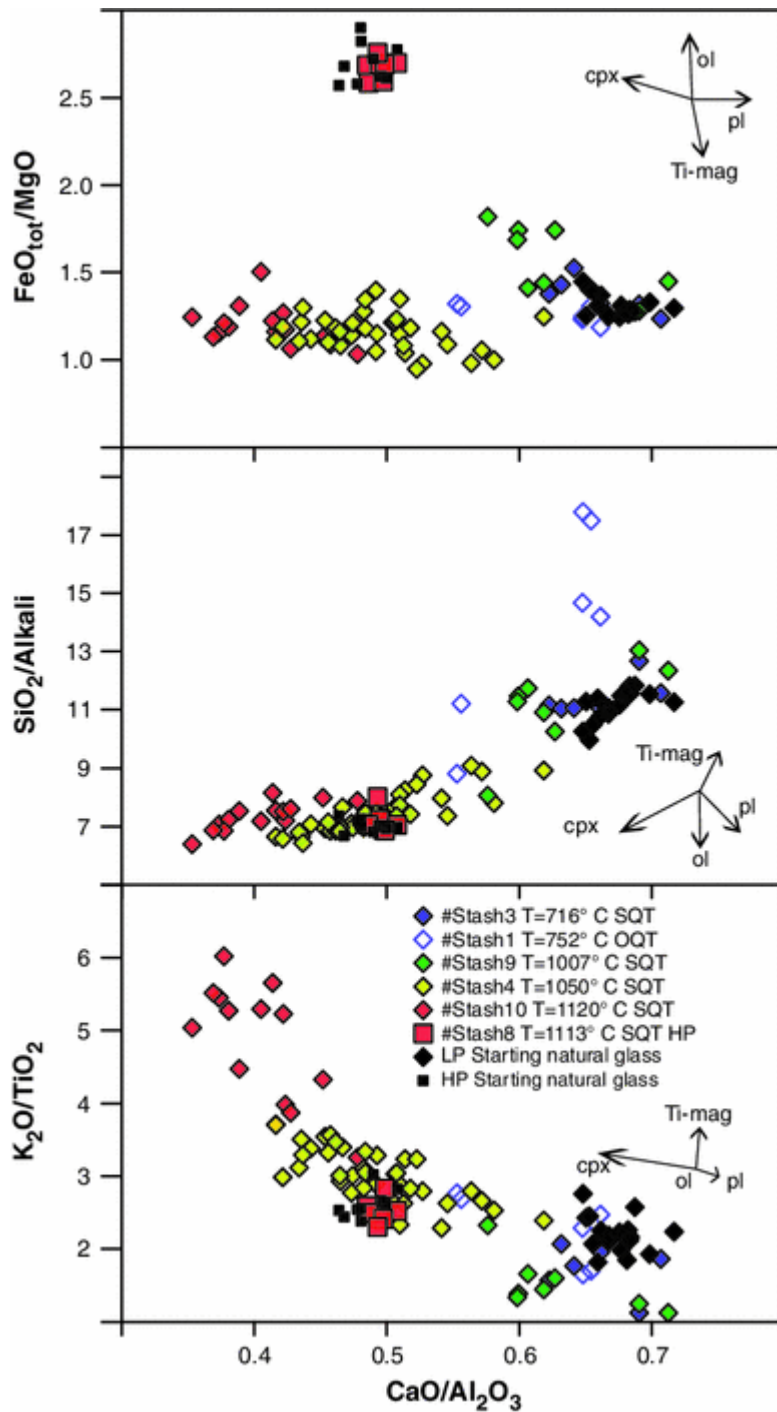 2.5
2.0
1.5
1.0
FeOtot/MgO
ol
cpx
pl
Ti-mag
17
15
13
11
9
7
SiO2/Alkali
Ti-mag
cpx
pl
ol
#Stash3 T=716° C SQT
#Stash1 T=752° C OQT
#Stash9 T=1007° C SQT
#Stash4 T=1050° C SQT
#Stash10 T=1120° C SQT
#Stash8 T=1113° C SQT HP
LP Starting natural glass
HP Starting natural glass
6
5
4
3
2
K2O/TiO2
Ti-mag
cpx
ol
pl
0.4 0.5 0.6 0.7
CaO/Al2O3